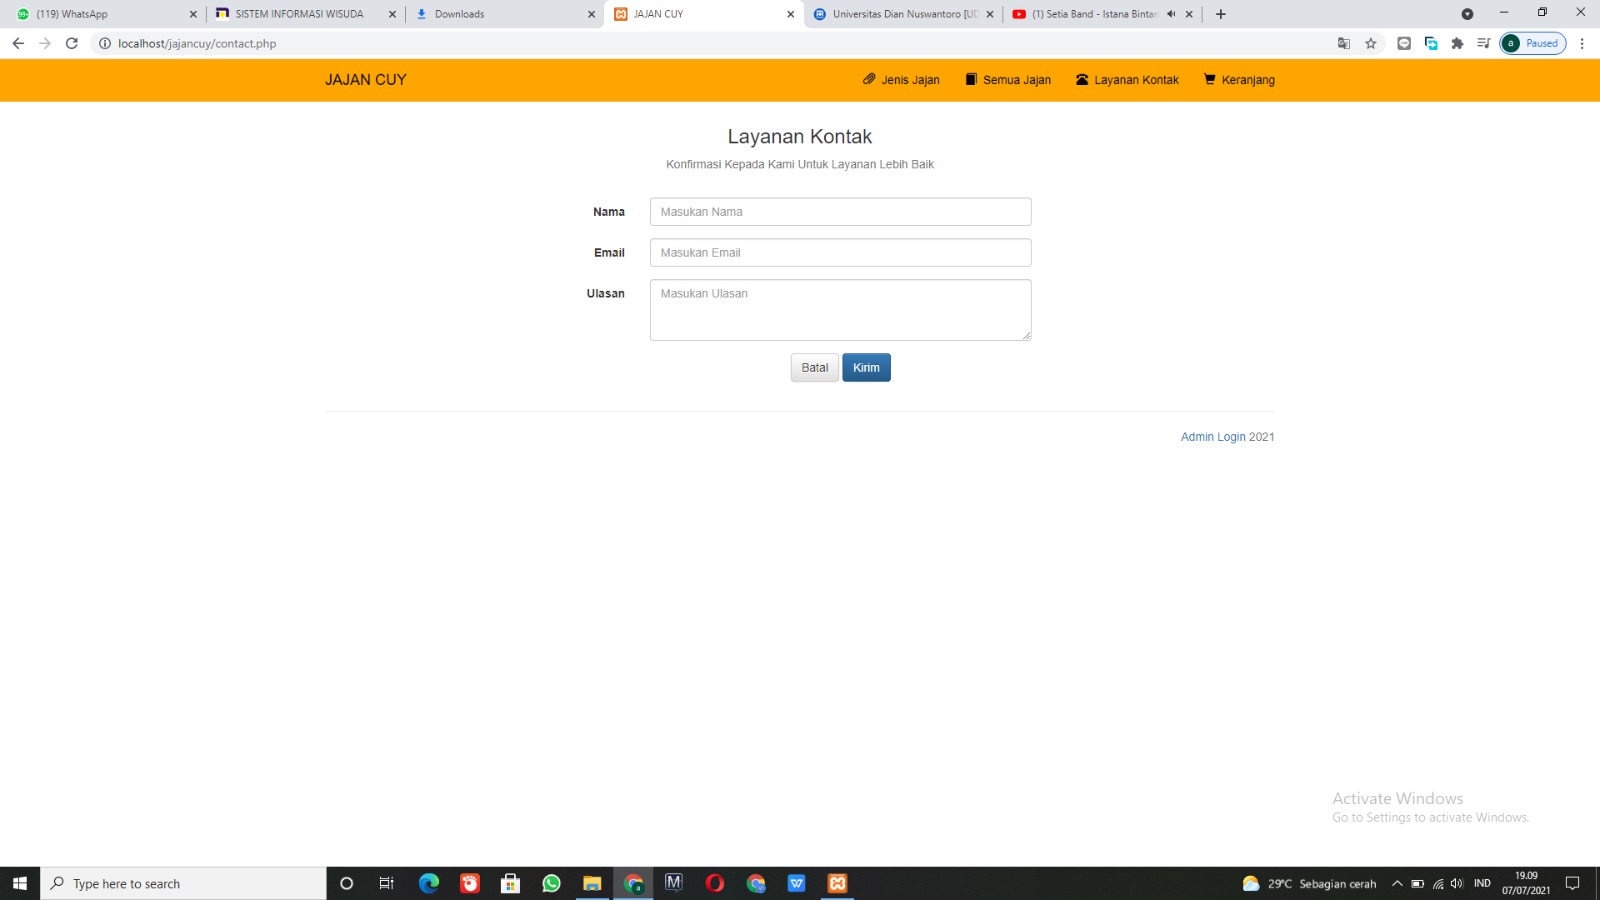 (119) WhatsApp
SISTEM INFORMASI WISUDA
Downloads
JAJAN CUY
Universitas Dian Nuswantoro [UD
(1) Setia Band - Istana Bintan
localhost/jajancuy/contact.php
a Paused
JAJAN CUY
Jenis Jajan
Semua Jajan
Layanan Kontak
Keranjang
Layanan Kontak
Konfirmasi Kepada Kami Untuk Layanan Lebih Baik
Nama
Masukan Nama
Email
Masukan Email
Ulasan
Masukan Ulasan
Batal
Kirim
Admin Login 2021
Activate Windows
Go to Settings to activate Windows.
Type here to search
29°C Sebagian cerah
IND
19.09
07/07/2021